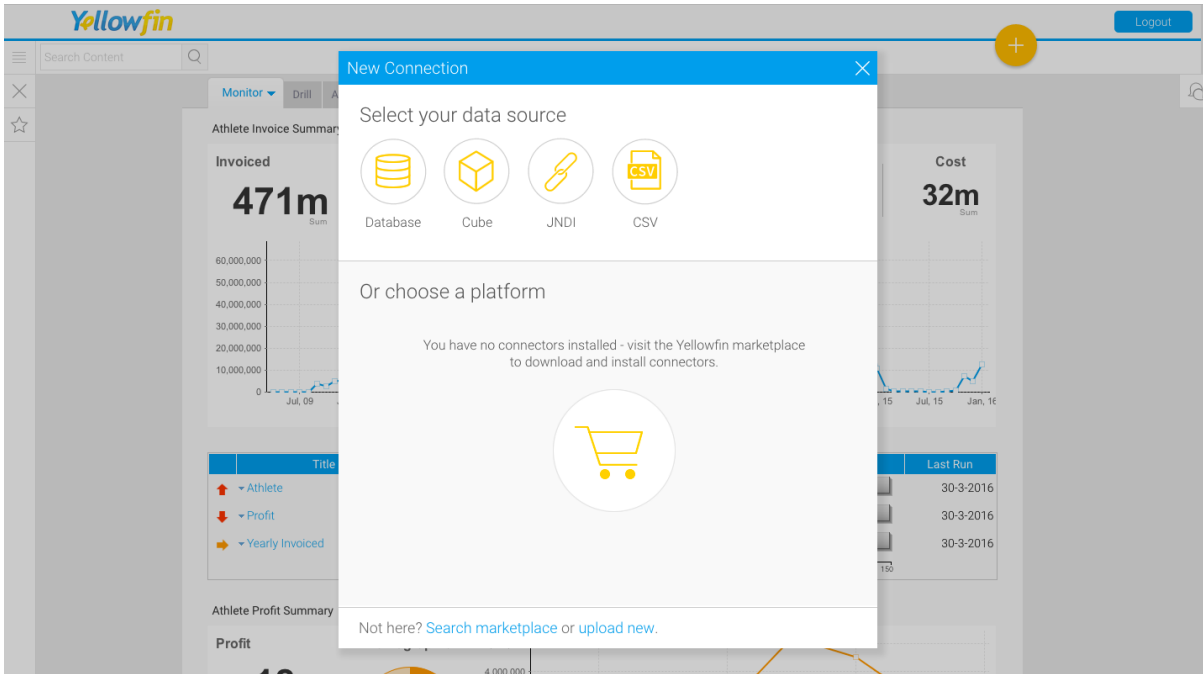 Yellowfin
Logout
Search Content
New Connection
Select your data source
CSV
Database
Cube
JNDI
CSV
Or choose a platform
You have no connectors installed - visit the Yellowfin marketplace
to download and install connectors.
Not here? Search marketplace or upload new.
Monitor
Drill
A
Athlete Invoice Summary
Invoiced
471m
Sum
Cost
32m
Sum
60,000,000
50,000,000
40,000,000
30,000,000
20,000,000
10,000,000
0
Jul, 09
15
Jul, 15
Jan, 16
Title
Last Run
Athlete
30-3-2016
Profit
30-3-2016
Yearly Invoiced
30-3-2016
150
Athlete Profit Summary
Profit
4,000,000